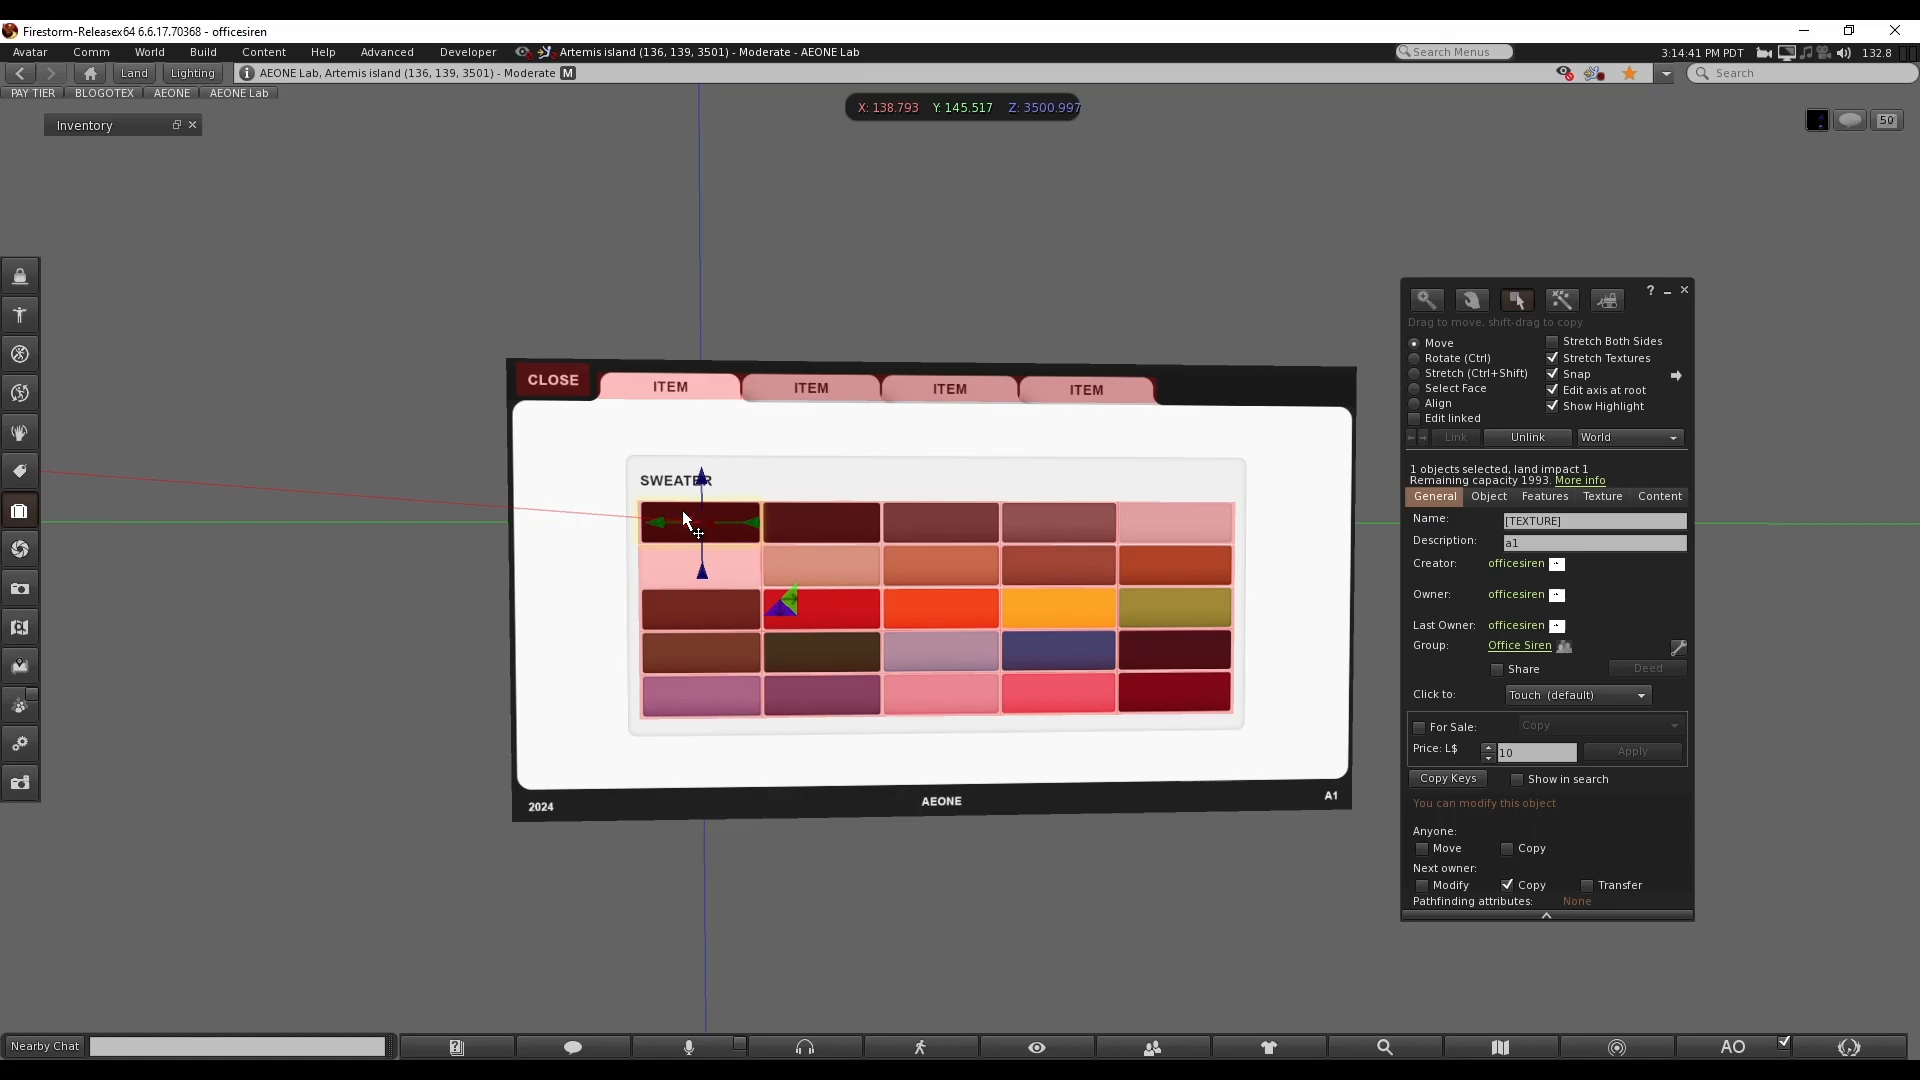 Firestorm-Releasex64 6.6.17.70368 - officesiren
Avatar Comm World Build Content Help Advanced Developer Artemis island (136, 139, 3501) - Moderate - AEONE Lab Search Menus 3:14:41 PM PDT 132.8
Land Lighting AEONE Lab, Artemis island (136, 139, 3501) - Moderate M Search
PAY TIER BLOGOTEX AEONE AEONE Lab
X: 138.793 Y: 145.517 Z: 3500.997
Inventory
50
CLOSE ITEM ITEM ITEM ITEM
SWEATER
2024 AEONE A1
?
Drag to move, shift-drag to copy
Move
Rotate (Ctrl)
Stretch (Ctrl+Shift)
Select Face
Align
Edit linked
Stretch Both Sides
Stretch Textures
Snap
Edit axis at root
Show Highlight
Link Unlink World
1 objects selected, land impact 1
Remaining capacity 1993. More info
General Object Features Texture Content
Name: [TEXTURE]
Description: a1
Creator: officesiren
Owner: officesiren
Last Owner: officesiren
Group: Office Siren
Share Deed
Click to: Touch (default)
For Sale: Copy
Price: L$ 10 Apply
Copy Keys Show in search
You can modify this object
Anyone:
Move Copy
Next owner:
Modify Copy Transfer
Pathfinding attributes: None
Nearby Chat AO